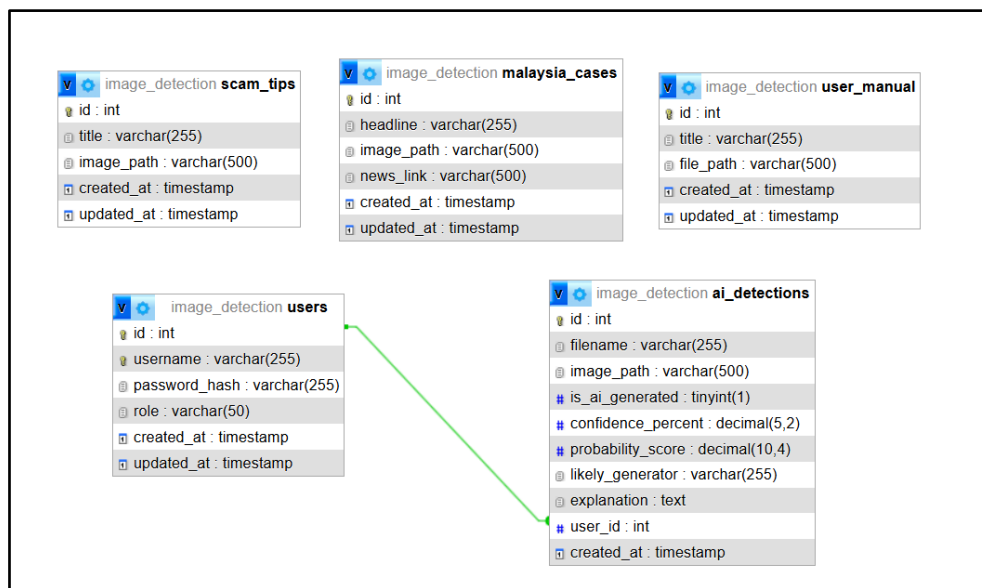 image_detection scam_tips
id : int
title : varchar(255)
image_path : varchar(500)
created_at : timestamp
updated_at : timestamp
image_detection malaysia_cases
id : int
headline : varchar(255)
image_path : varchar(500)
news_link : varchar(500)
created_at : timestamp
updated_at : timestamp
image_detection user_manual
id : int
title : varchar(255)
file_path : varchar(500)
created_at : timestamp
updated_at : timestamp
image_detection users
id : int
username : varchar(255)
password_hash : varchar(255)
role : varchar(50)
created_at : timestamp
updated_at : timestamp
image_detection ai_detections
id : int
filename : varchar(255)
image_path : varchar(500)
is_ai_generated : tinyint(1)
confidence_percent : decimal(5,2)
probability_score : decimal(10,4)
likely_generator : varchar(255)
explanation : text
user_id : int
created_at : timestamp